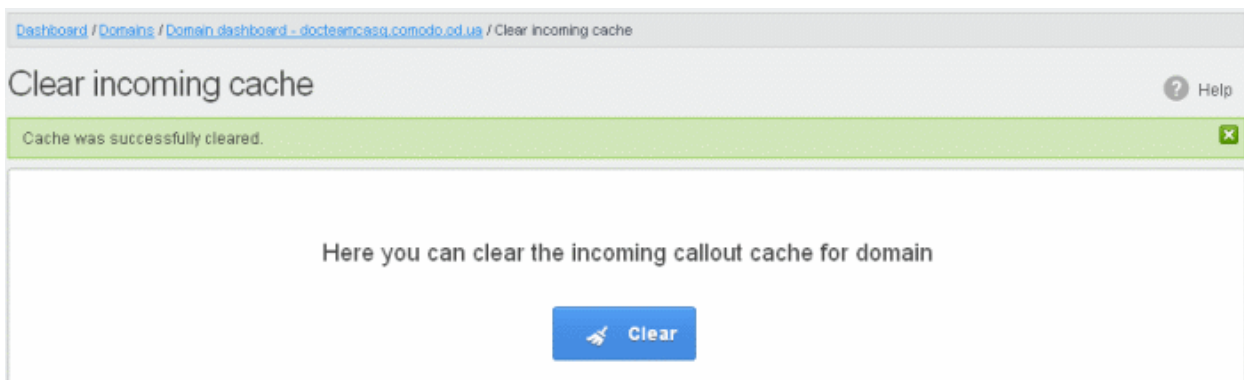 Dashboard / Domains / Domain dashboard - docteamcasg.comodo.od.ua / Clear incoming cache
Clear incoming cache
? Help
Cache was successfully cleared.
Here you can clear the incoming callout cache for domain
Clear